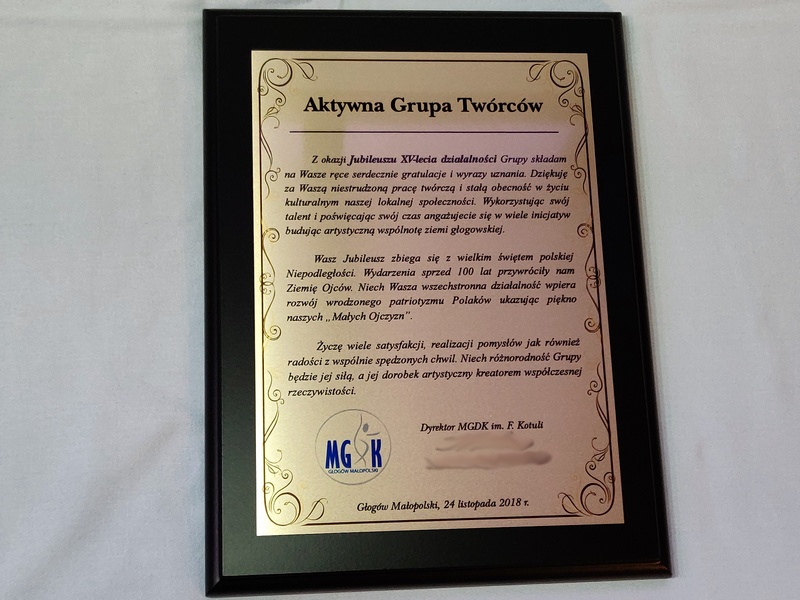 Aktywna Grupa Twórców
Z okazji Jubileuszu XV-lecia działalności Grupy składam
na Wasze ręce serdecznie gratulacje i wyrazy uznania. Dziękuję
za Waszą niestrudzoną pracę twórczą i stałą obecność w życiu
kulturalnym naszej lokalnej społeczności. Wykorzystując swój
talent i poświęcając swój czas angażujecie się w wiele inicjatyw
budując artystyczną wspólnotę ziemi głogowskiej.
Wasz Jubileusz zbiega się z wielkim świętem polskiej
Niepodległości. Wydarzenia sprzed 100 lat przywróciły nam
Ziemię Ojców. Niech Wasza wszechstronna działalność wpiera
rozwój wrodzonego patriotyzmu Polaków ukazując piękno
naszych „Małych Ojczyzn”.
Życzę wiele satysfakcji, realizacji pomysłów jak również
radości z wspólnie spędzonych chwil. Niech różnorodność Grupy
będzie jej siłą, a jej dorobek artystyczny kreatorem współczesnej
rzeczywistości.
Dyrektor MGDK im. F. Kotuli
MG K
GŁOGÓW MAŁOPOLSKI
Głogów Małopolski, 24 listopada 2018 r.